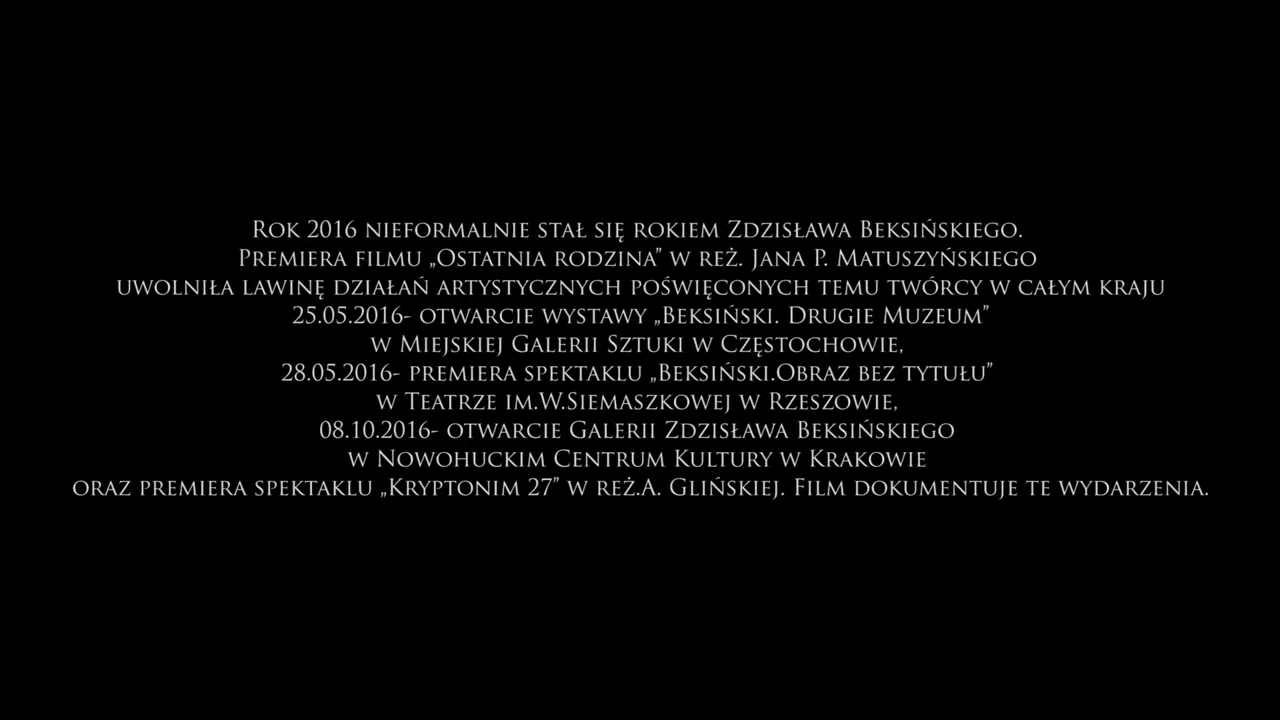 Rok 2016 nieformalnie stał się rokiem Zdzisława Beksińskiego.
Premiera filmu „Ostatnia rodzina” w reż. Jana P. Matuszyńskiego
uwolniła lawinę działań artystycznych poświęconych temu twórcy w całym kraju
25.05.2016- otwarcie wystawy „Beksiński. Drugie Muzeum”
w Miejskiej Galerii Sztuki w Częstochowie,
28.05.2016- premiera spektaklu „Beksiński.Obraz bez tytułu”
w Teatrze im.W.Siemaszkowej w Rzeszowie,
08.10.2016- otwarcie Galerii Zdzisława Beksińskiego
w Nowohuckim Centrum Kultury w Krakowie
oraz premiera spektaklu „Kryptonim 27” w reż.A. Glińskiej. Film dokumentuje te wydarzenia.